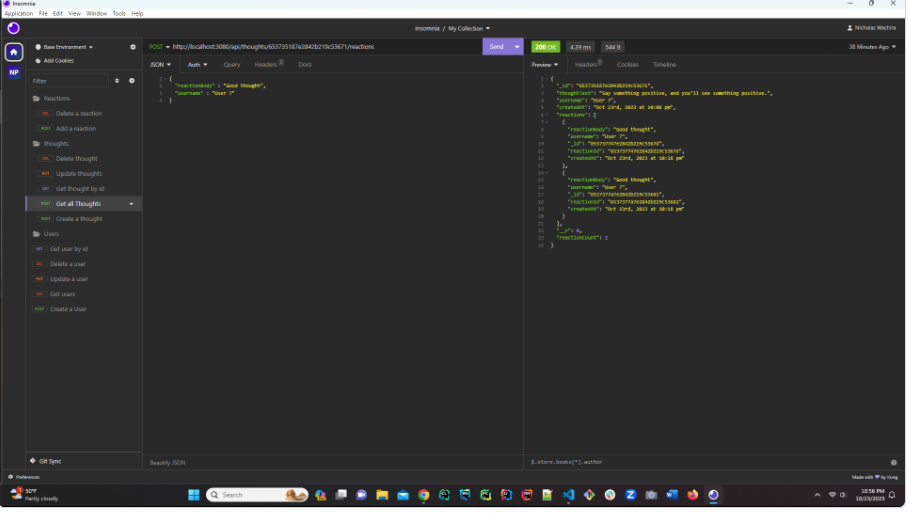 Insomnia
Application File Edit View Window Tools Help
Insomnia / My Collection
Nicholas Wachira
Base Environment
Add Cookies
NP
Filter
Reactions
DEL Delete a reaction
POST Add a reaction
thoughts
DEL Delete thought
PUT Update thoughts
GET Get thought by id
POST Get all Thoughts
POST Create a thought
Users
GET Get user by id
DEL Delete a user
PUT Update a user
Get users
POST Create a User
Git Sync
Preferences
POST http://localhost:3080/api/thoughts/653735187e2842b219c53671/reactions
Send
JSON Auth Query Headers Docs
1 {
2 "reactionBody" : "Good thought",
3 "username" : "User 7"
4 }
Beautify JSON
200 OK 4.39 ms 544 B
38 Minutes Ago
Preview Headers Cookies Timeline
1 {
2 "_id": "653735187e2842b219c53671",
3 "thoughtText": "Say something positive, and you'll see something positive.",
4 "username": "User 7",
5 "createdAt": "Oct 23rd, 2023 at 10:08 pm",
6 "reactions": [
7 {
8 "reactionBody": "Good thought",
9 "username": "User 7",
10 "_id":
11 "reactionId":
12 "createdAt": "Oct 23rd, 2023 at 10:18 pm"
13 },
14 {
15 "reactionBody": "Good thought",
16 "username": "User 7",
17 "_id":
18 "reactionId":
19 "createdAt": "Oct 23rd, 2023 at 10:18 pm"
20 }
21 ],
22 "__v":
23 "reactionCount": 2
24 }
$.store.books[*].author
Made with by Kong
50°F
Partly cloudy
Search
10:56 PM
10/23/2023